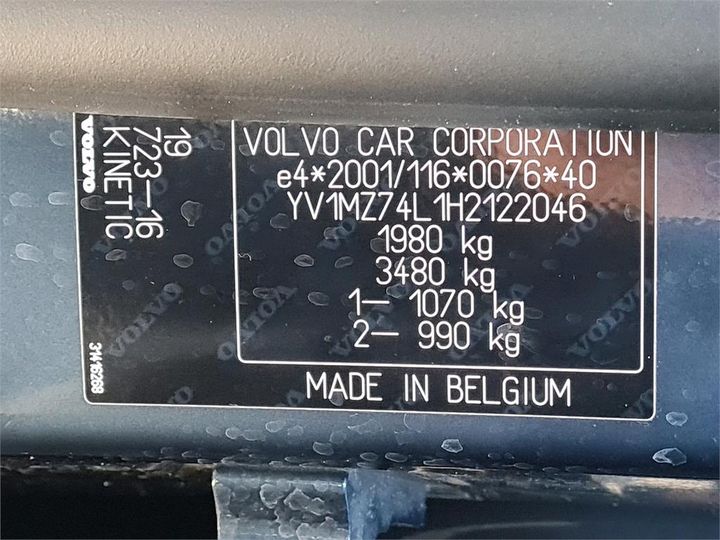 VOLVO CAR CORPORATION
e4*2001/116*0076*40
YV1MZ74L1H2122046
1980 kg
3480 kg
1– 1070 kg
2– 990 kg
MADE IN BELGIUM
19
723–16
KINETIC
VOLVO
31416268